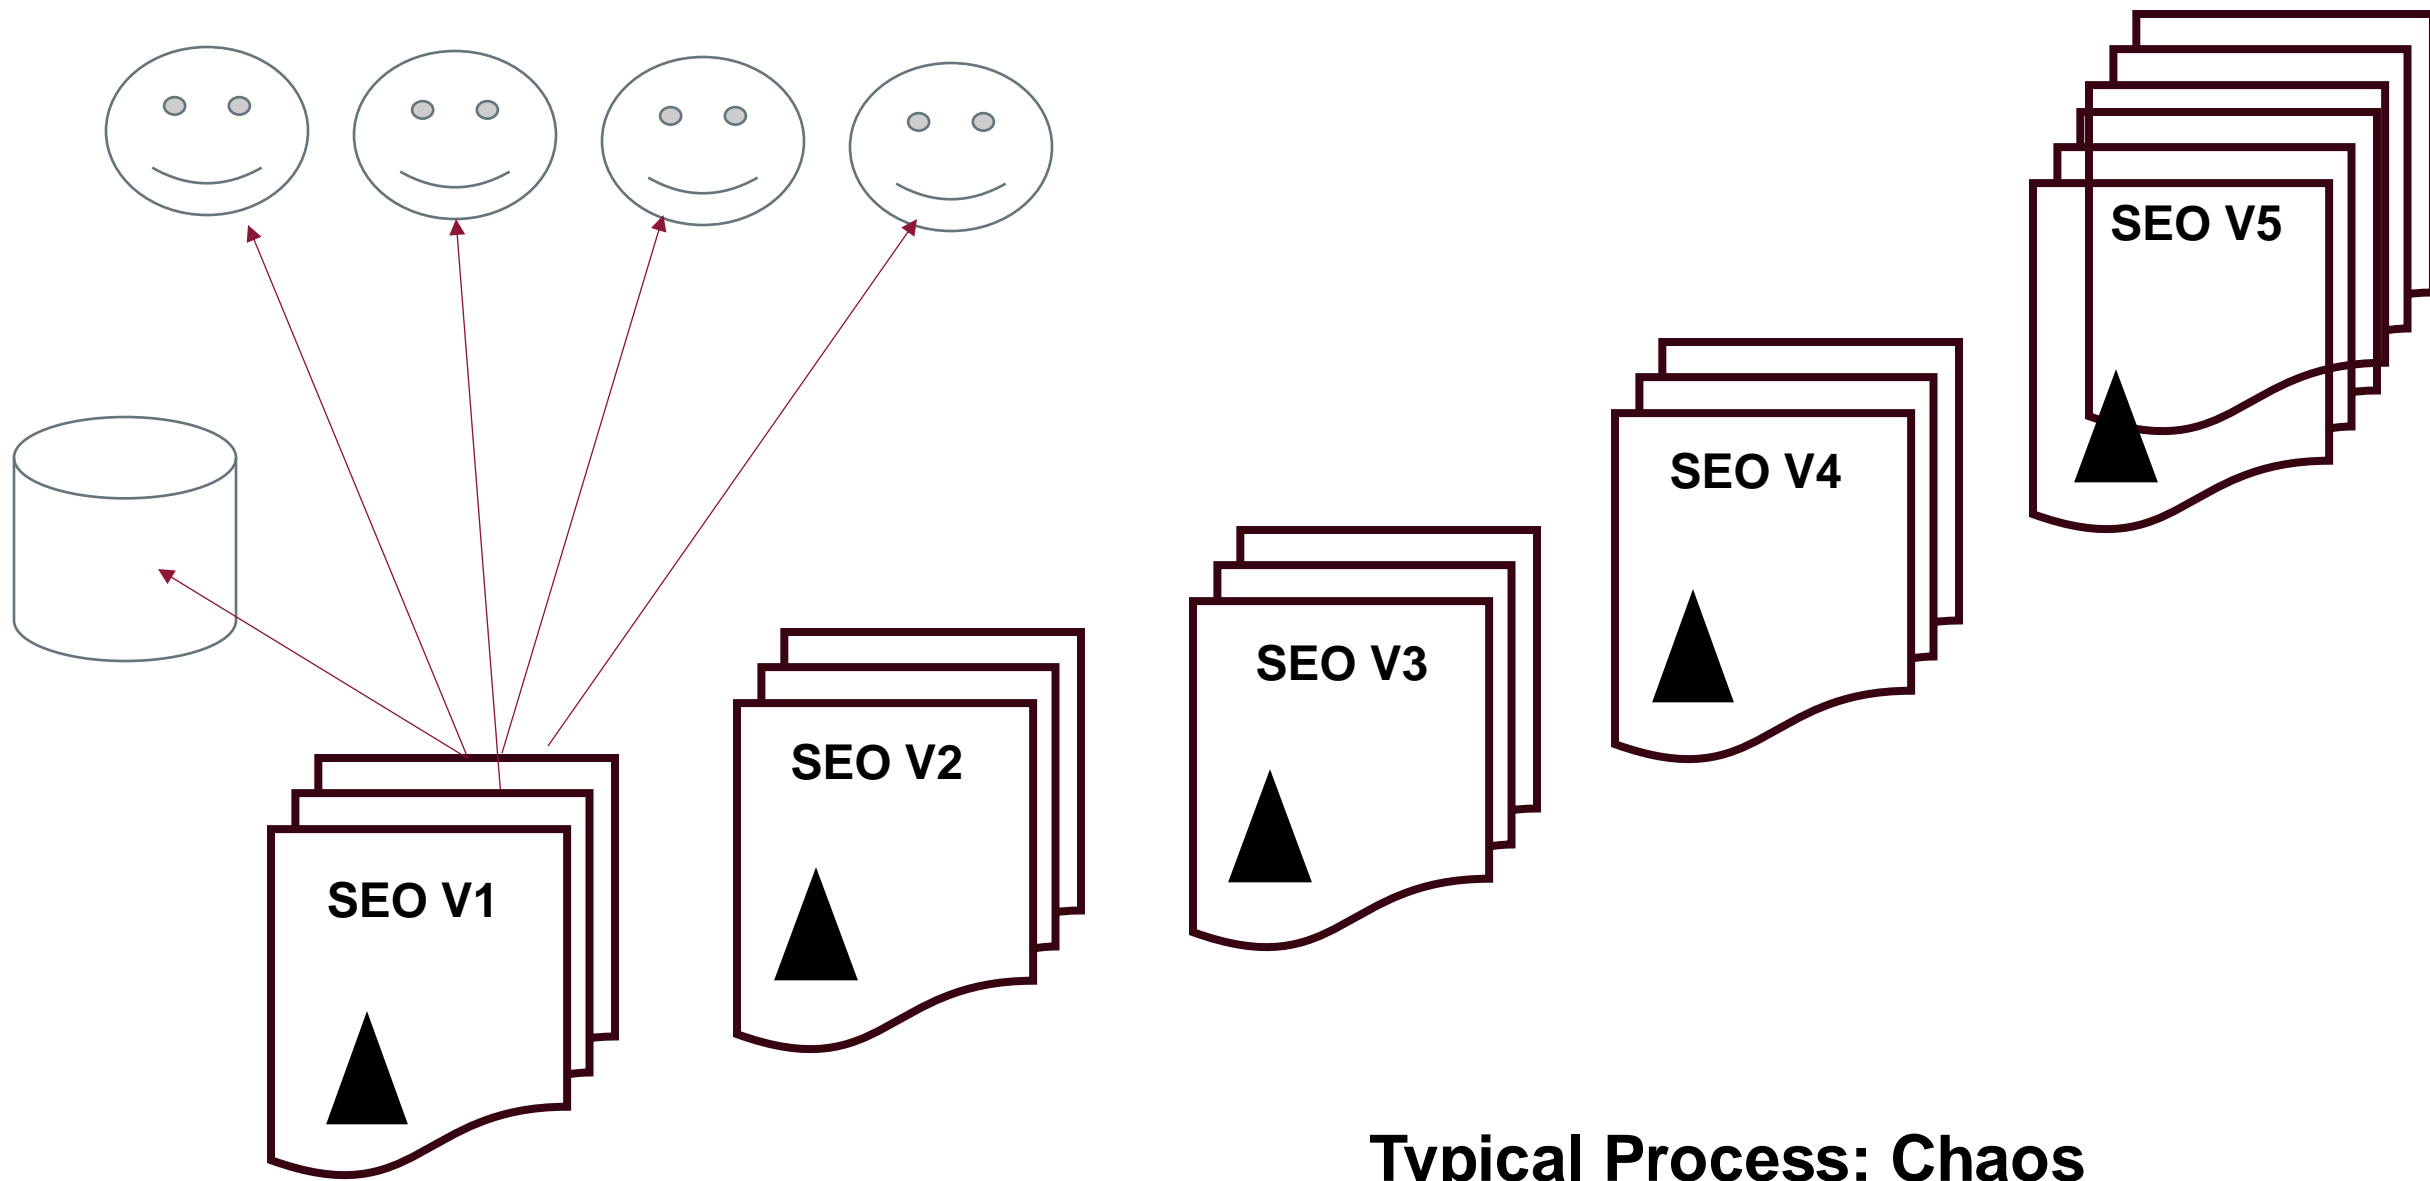 SEO V5
SEO V4
SEO V3
SEO V2
SEO V1
Typical Process: Chaos